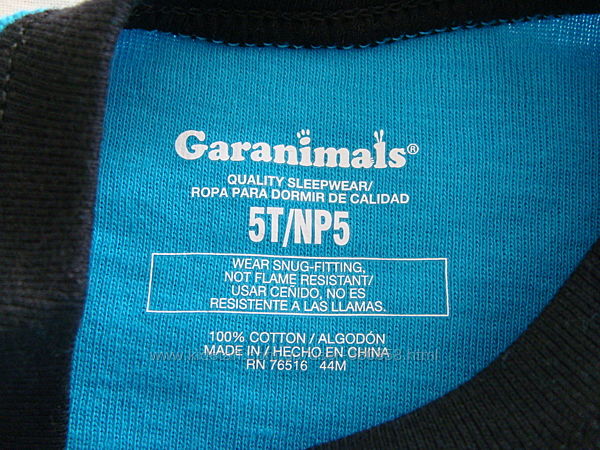 Garanimals®
QUALITY SLEEPWEAR/
ROPA PARA DORMIR DE CALIDAD
5T/NP5
WEAR SNUG-FITTING,
NOT FLAME RESISTANT/
USAR CEÑIDO, NO ES
RESISTENTE A LAS LLAMAS.
100% COTTON / ALGODÓN
MADE IN / HECHO EN CHINA
RN 76516 44M